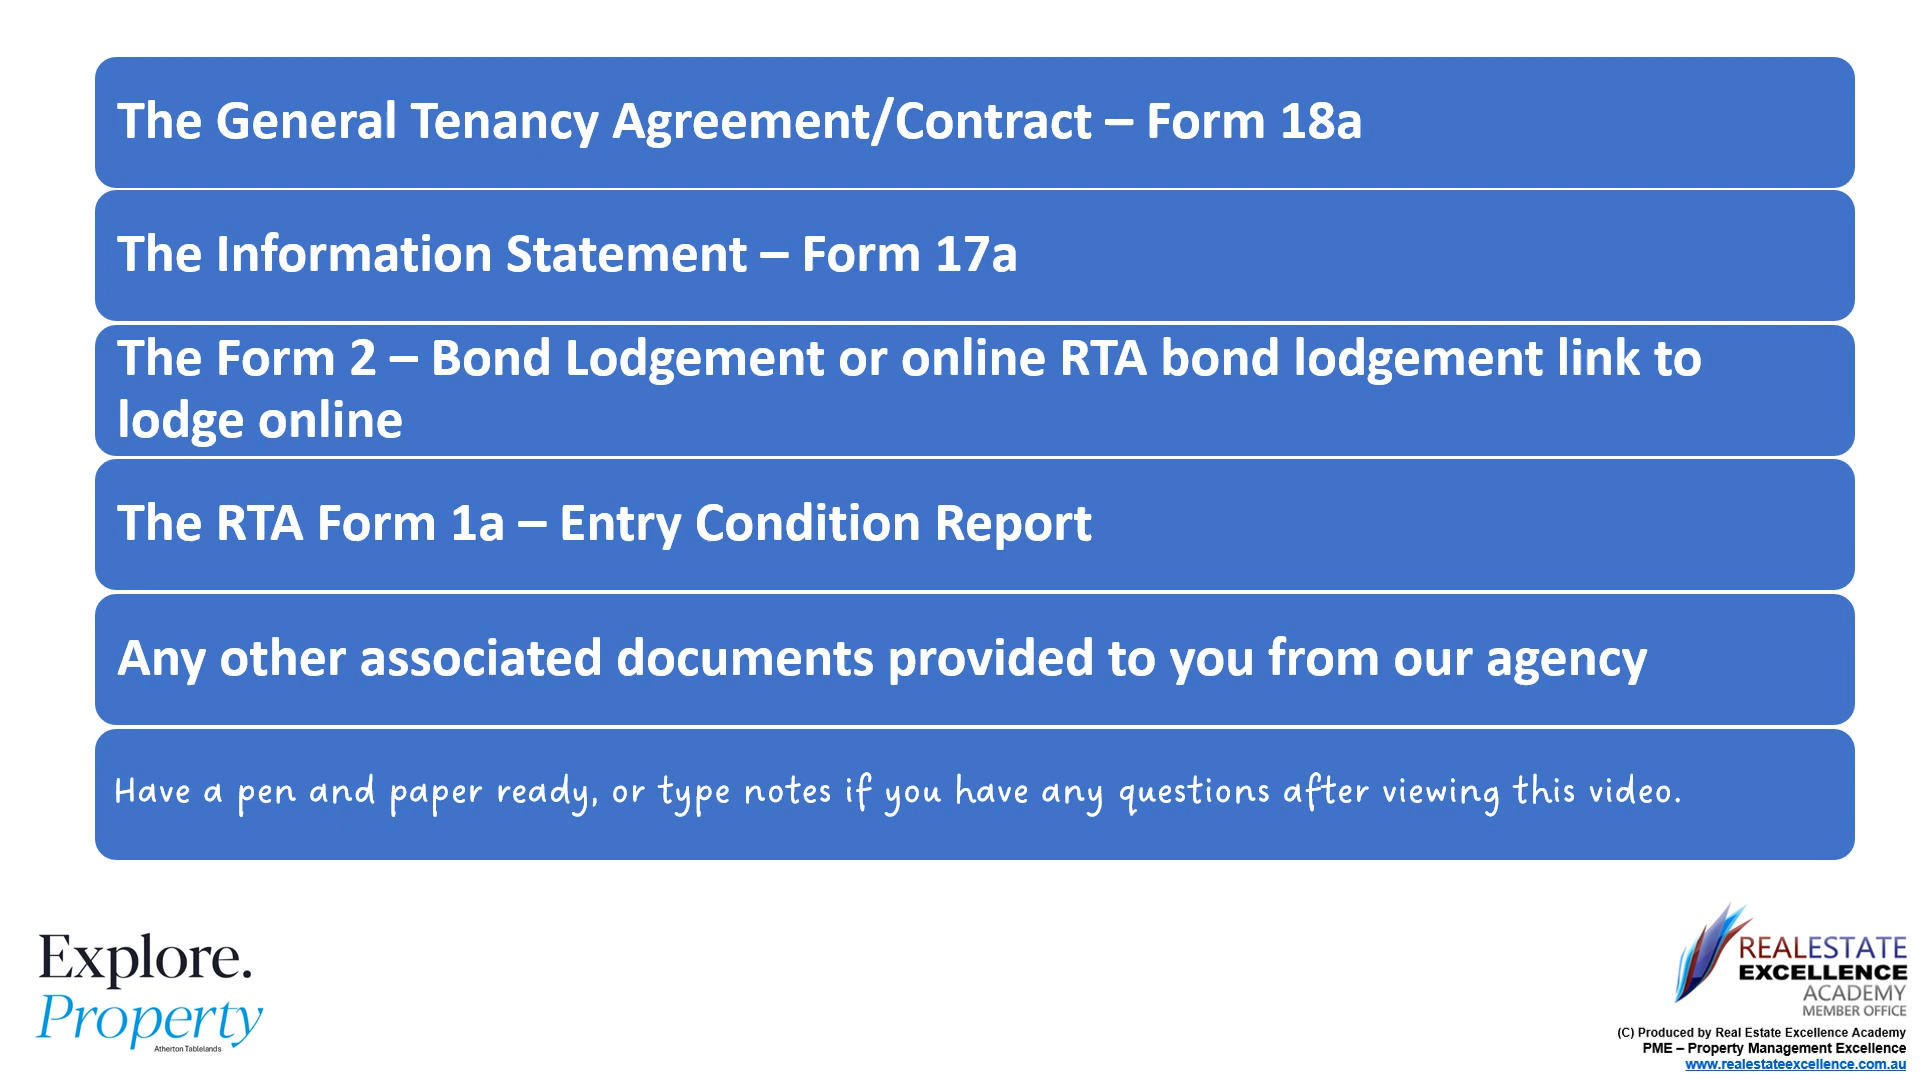 The General Tenancy Agreement/Contract – Form 18a
The Information Statement – Form 17a
The Form 2 – Bond Lodgement or online RTA bond lodgement link to
lodge online
The RTA Form 1a – Entry Condition Report
Any other associated documents provided to you from our agency
Have a pen and paper ready, or type notes if you have any questions after viewing this video.
Explore.
Property
Atherton Tablelands
REALESTATE
EXCELLENCE
ACADEMY
MEMBER OFFICE
(C) Produced by Real Estate Excellence Academy
PME – Property Management Excellence
www.realestateexcellence.com.au